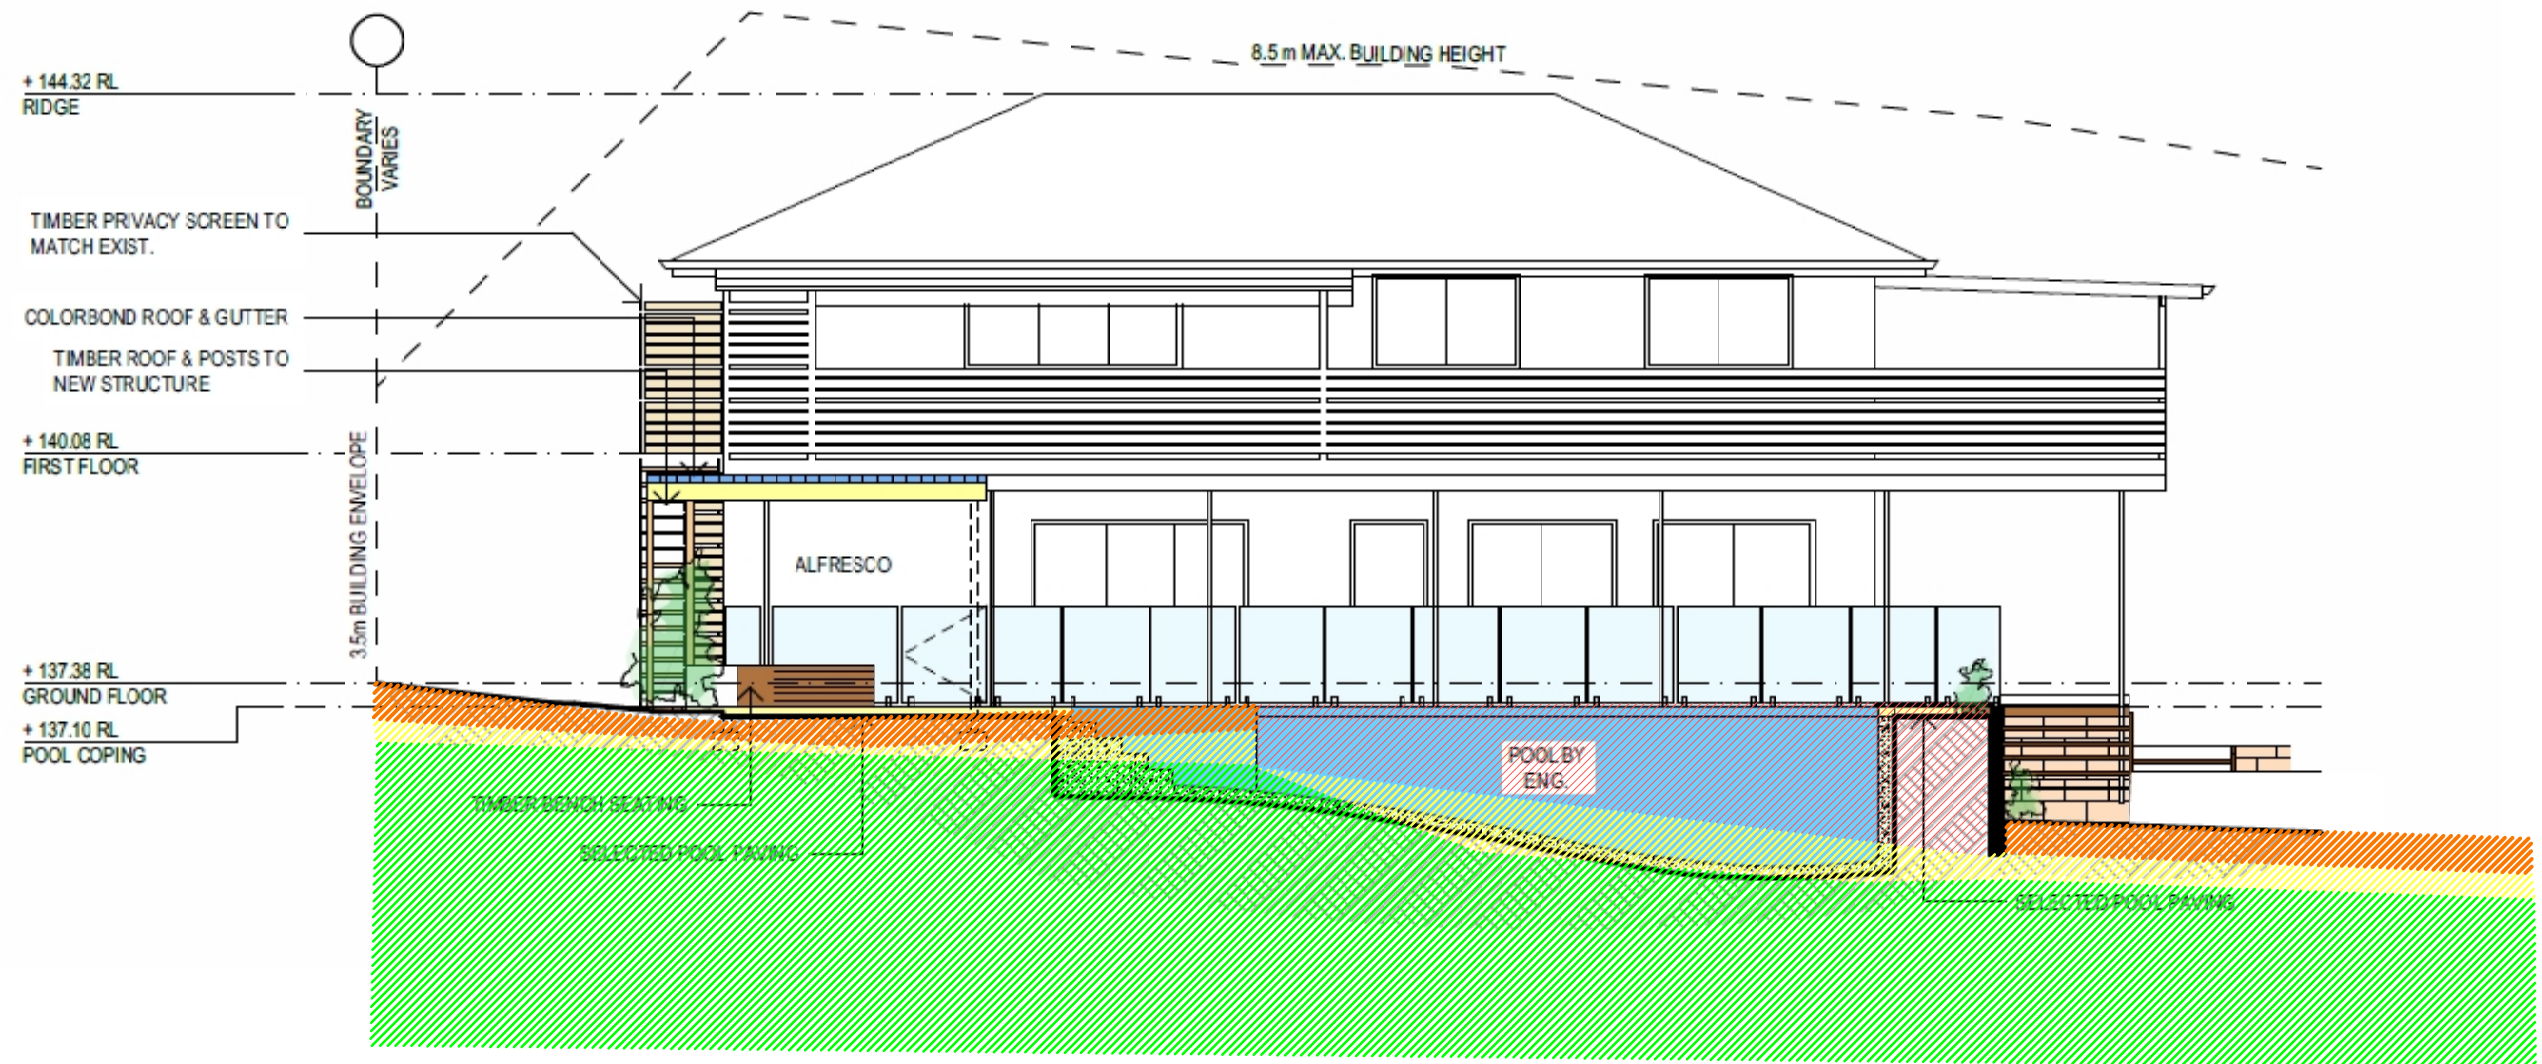 8.5 m MAX. BUILDING HEIGHT
+ 144.32 RL
RIDGE
BOUNDARY
VARIES
TIMBER PRIVACY SCREEN TO
MATCH EXIST.
COLORBOND ROOF & GUTTER
TIMBER ROOF & POSTS TO
NEW STRUCTURE
+ 140.08 RL
FIRST FLOOR
3.5m BUILDING ENVELOPE
ALFRESCO
+ 137.38 RL
GROUND FLOOR
+ 137.10 RL
POOL COPING
POOL BY
ENG.
TIMBER BENCH SEATING
SELECTED POOL PAVING
SELECTED POOL PAVING